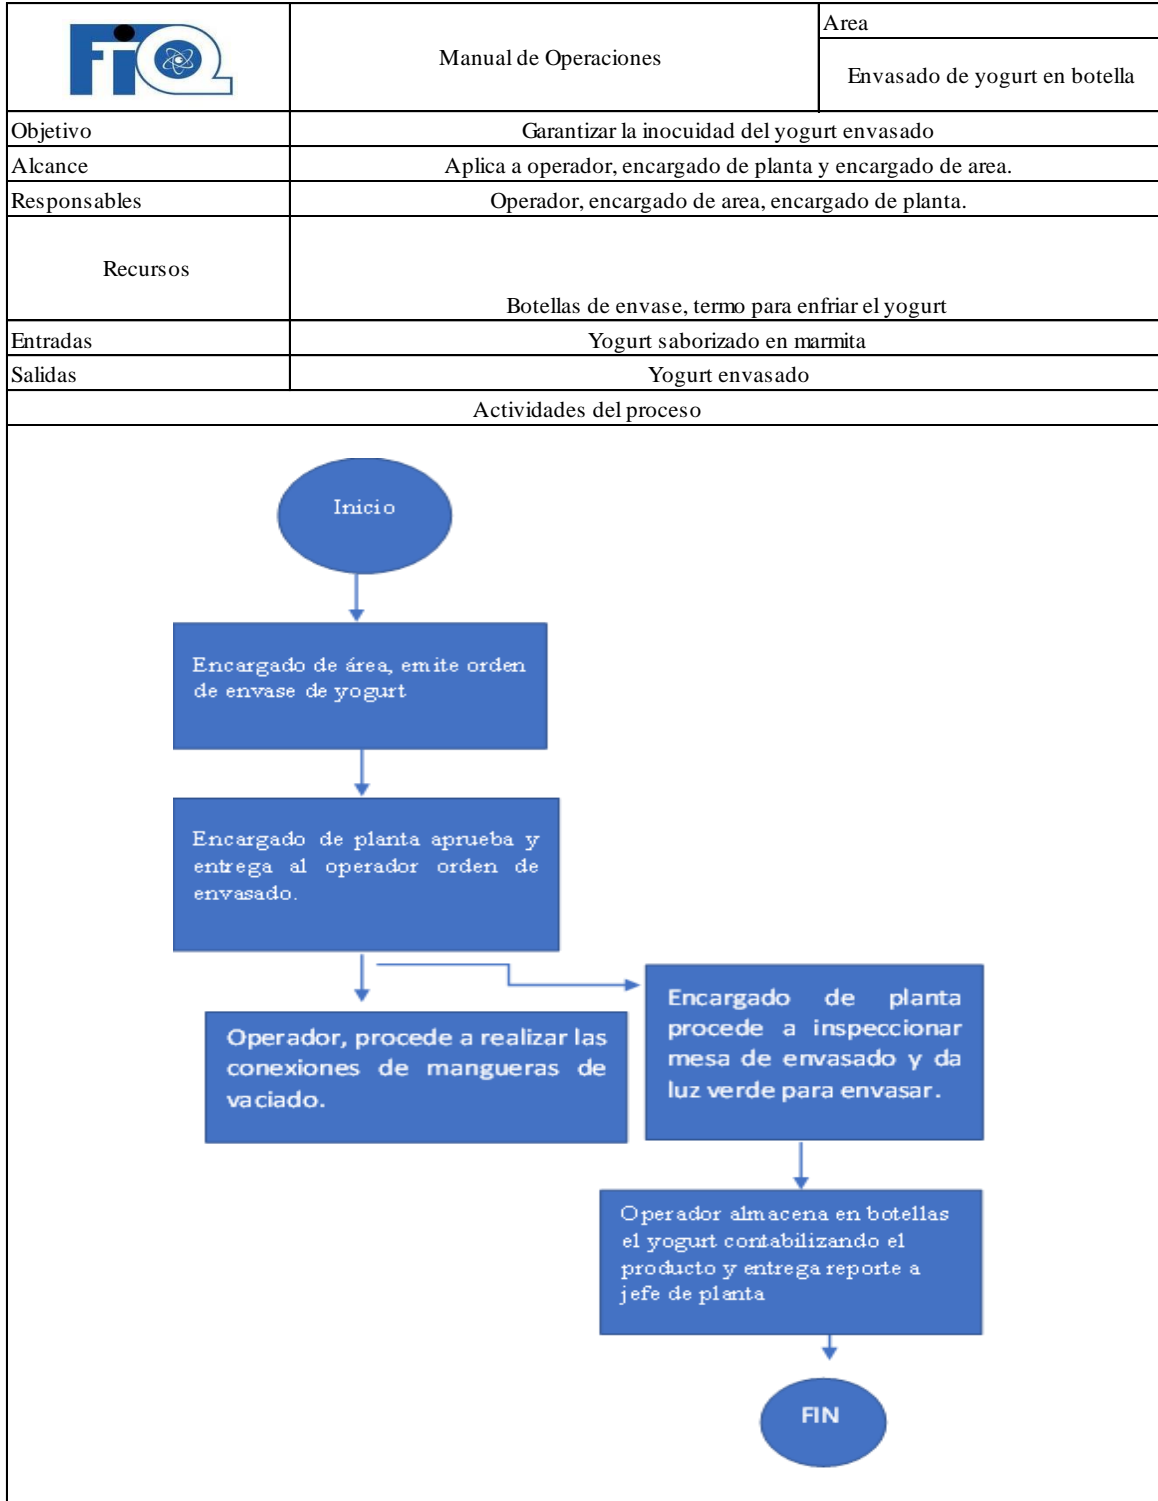 FIQ
Manual de Operaciones
Area
Envasado de yogurt en botella
Objetivo
Garantizar la inocuidad del yogurt envasado
Alcance
Aplica a operador, encargado de planta y encargado de area.
Responsables
Operador, encargado de area, encargado de planta.
Recursos
Botellas de envase, termo para enfriar el yogurt
Entradas
Yogurt saborizado en marmita
Salidas
Yogurt envasado
Actividades del proceso
Inicio
Encargado de área, emite orden
de envase de yogurt
Encargado de planta aprueba y
entrega al operador orden de
envasado.
Operador, procede a realizar las
conexiones de mangueras de
vaciado.
Encargado de planta
procede a inspeccionar
mesa de envasado y da
luz verde para envasar.
Operador almacena en botellas
el yogurt contabilizando el
producto y entrega reporte a
jefe de planta
FIN